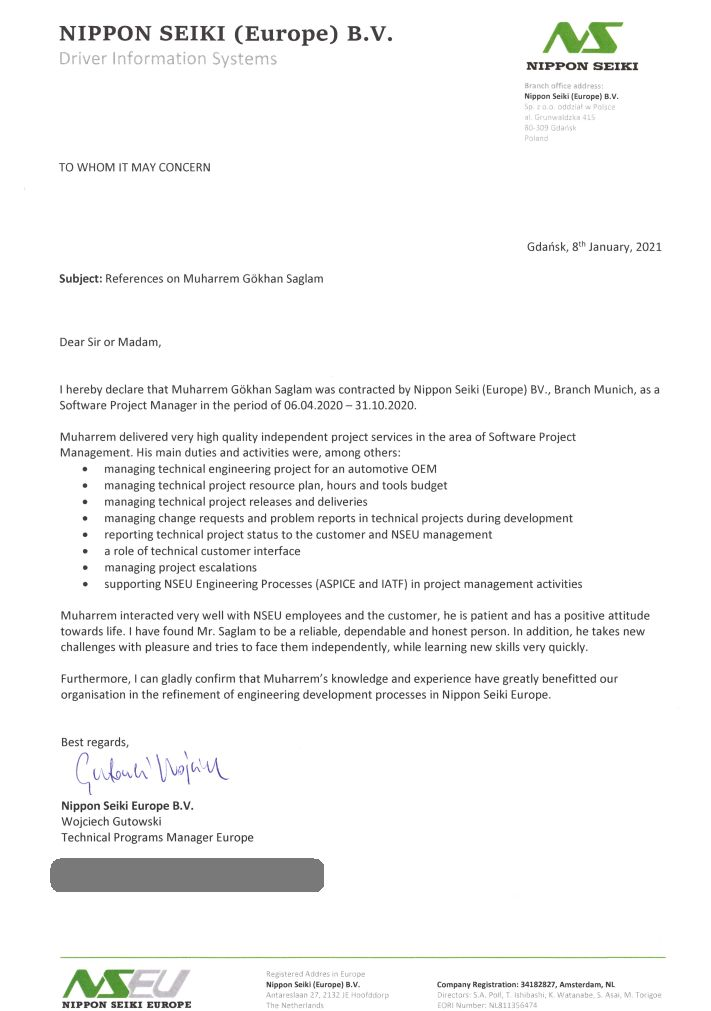 NIPPON SEIKI (Europe) B.V.
Driver Information Systems
NS
NIPPON SEIKI
Branch office address:
Nippon Seiki (Europe) B.V.
Sp. z o.o. oddział w Polsce
al. Grunwaldzka 415
80-309 Gdańsk
Poland
TO WHOM IT MAY CONCERN
Gdańsk, 8th January, 2021
Subject: References on Muharrem Gökhan Saglam
Dear Sir or Madam,
I hereby declare that Muharrem Gökhan Saglam was contracted by Nippon Seiki (Europe) BV., Branch Munich, as a
Software Project Manager in the period of 06.04.2020 – 31.10.2020.
Muharrem delivered very high quality independent project services in the area of Software Project
Management. His main duties and activities were, among others:
• managing technical engineering project for an automotive OEM
• managing technical project resource plan, hours and tools budget
• managing technical project releases and deliveries
• managing change requests and problem reports in technical projects during development
• reporting technical project status to the customer and NSEU management
• a role of technical customer interface
• managing project escalations
• supporting NSEU Engineering Processes (ASPICE and IATF) in project management activities
Muharrem interacted very well with NSEU employees and the customer, he is patient and has a positive attitude
towards life. I have found Mr. Saglam to be a reliable, dependable and honest person. In addition, he takes new
challenges with pleasure and tries to face them independently, while learning new skills very quickly.
Furthermore, I can gladly confirm that Muharrem's knowledge and experience have greatly benefitted our
organisation in the refinement of engineering development processes in Nippon Seiki Europe.
Best regards,
Nippon Seiki Europe B.V.
Wojciech Gutowski
Technical Programs Manager Europe
NSEU
NIPPON SEIKI EUROPE
Registered Addres in Europe
Nippon Seiki (Europe) B.V.
Antareslaan 27, 2132 JE Hoofddorp
The Netherlands
Company Registration: 34182827, Amsterdam, NL
Directors: S.A. Poll, T. Ishibashi, K. Watanabe, S. Asai, M. Torigoe
EORI Number: NL811356474